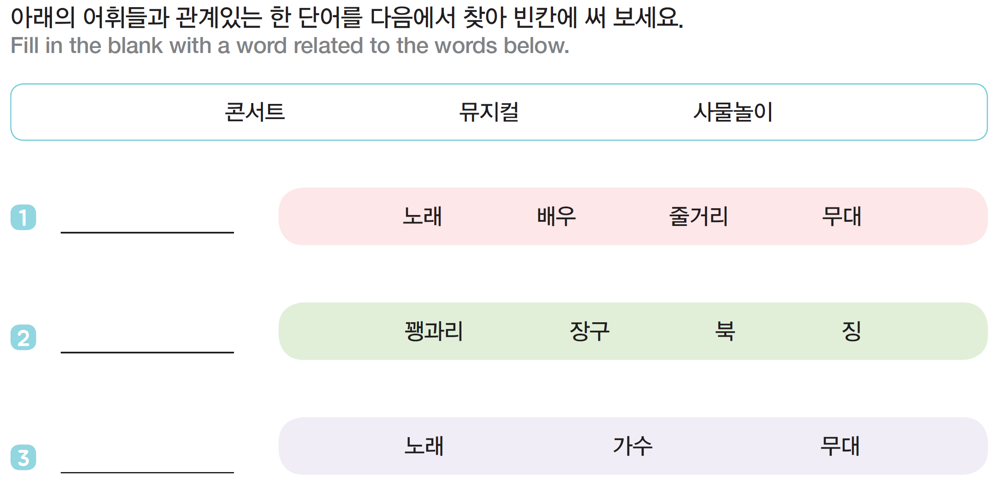 아래의 어휘들과 관계있는 한 단어를 다음에서 찾아 빈칸에 써 보세요.
Fill in the blank with a word related to the words below.
콘서트 뮤지컬 사물놀이
1 노래 배우 줄거리 무대
2 꽹과리 장구 북 징
3 노래 가수 무대